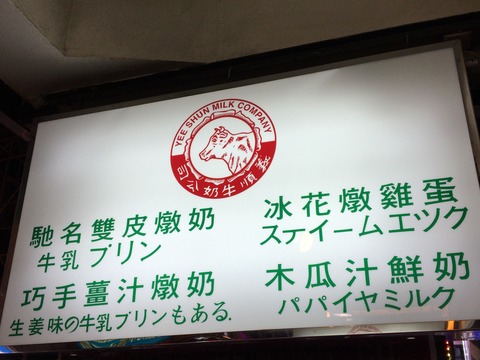 YEE SHUN MILK COMPANY
義順牛奶公司
馳名雙皮燉奶
牛乳プリン
巧手薑汁燉奶
生姜味の牛乳プリンもある.
冰花燉雞蛋
スティームエツク
木瓜汁鮮奶
パパイヤミルク